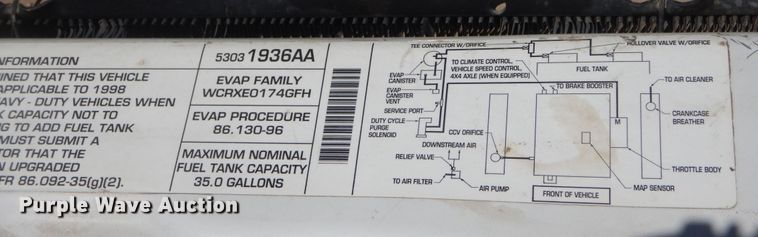 INFORMATION
INED THAT THIS VEHICLE
APPLICABLE TO 1998
AVY - DUTY VEHICLES WHEN
K CAPACITY NOT TO
NG TO ADD FUEL TANK
MUST SUBMIT A
TOR THAT THE
N UPGRADED
FR 86.092-35(g)(2).
5303 1936AA
EVAP FAMILY
WCRXE0174GFH
EVAP PROCEDURE
86.130-96
MAXIMUM NOMINAL
FUEL TANK CAPACITY
35.0 GALLONS
TEE CONNECTOR W/ORIFICE
ROLLOVER VALVE W/ORIFICE
TO CLIMATE CONTROL,
VEHICLE SPEED CONTROL,
4X4 AXLE (WHEN EQUIPPED)
FUEL TANK
EVAP
CANISTER
EVAP
CANISTER
VENT
TO BRAKE BOOSTER
TO AIR CLEANER
SERVICE PORT
DUTY CYCLE
PURGE
SOLENOID
CCV ORIFICE
M
CRANKCASE
BREATHER
DOWNSTREAM AIR
RELIEF VALVE
TO AIR FILTER
AIR PUMP
THROTTLE BODY
MAP SENSOR
FRONT OF VEHICLE
Purple Wave Auction